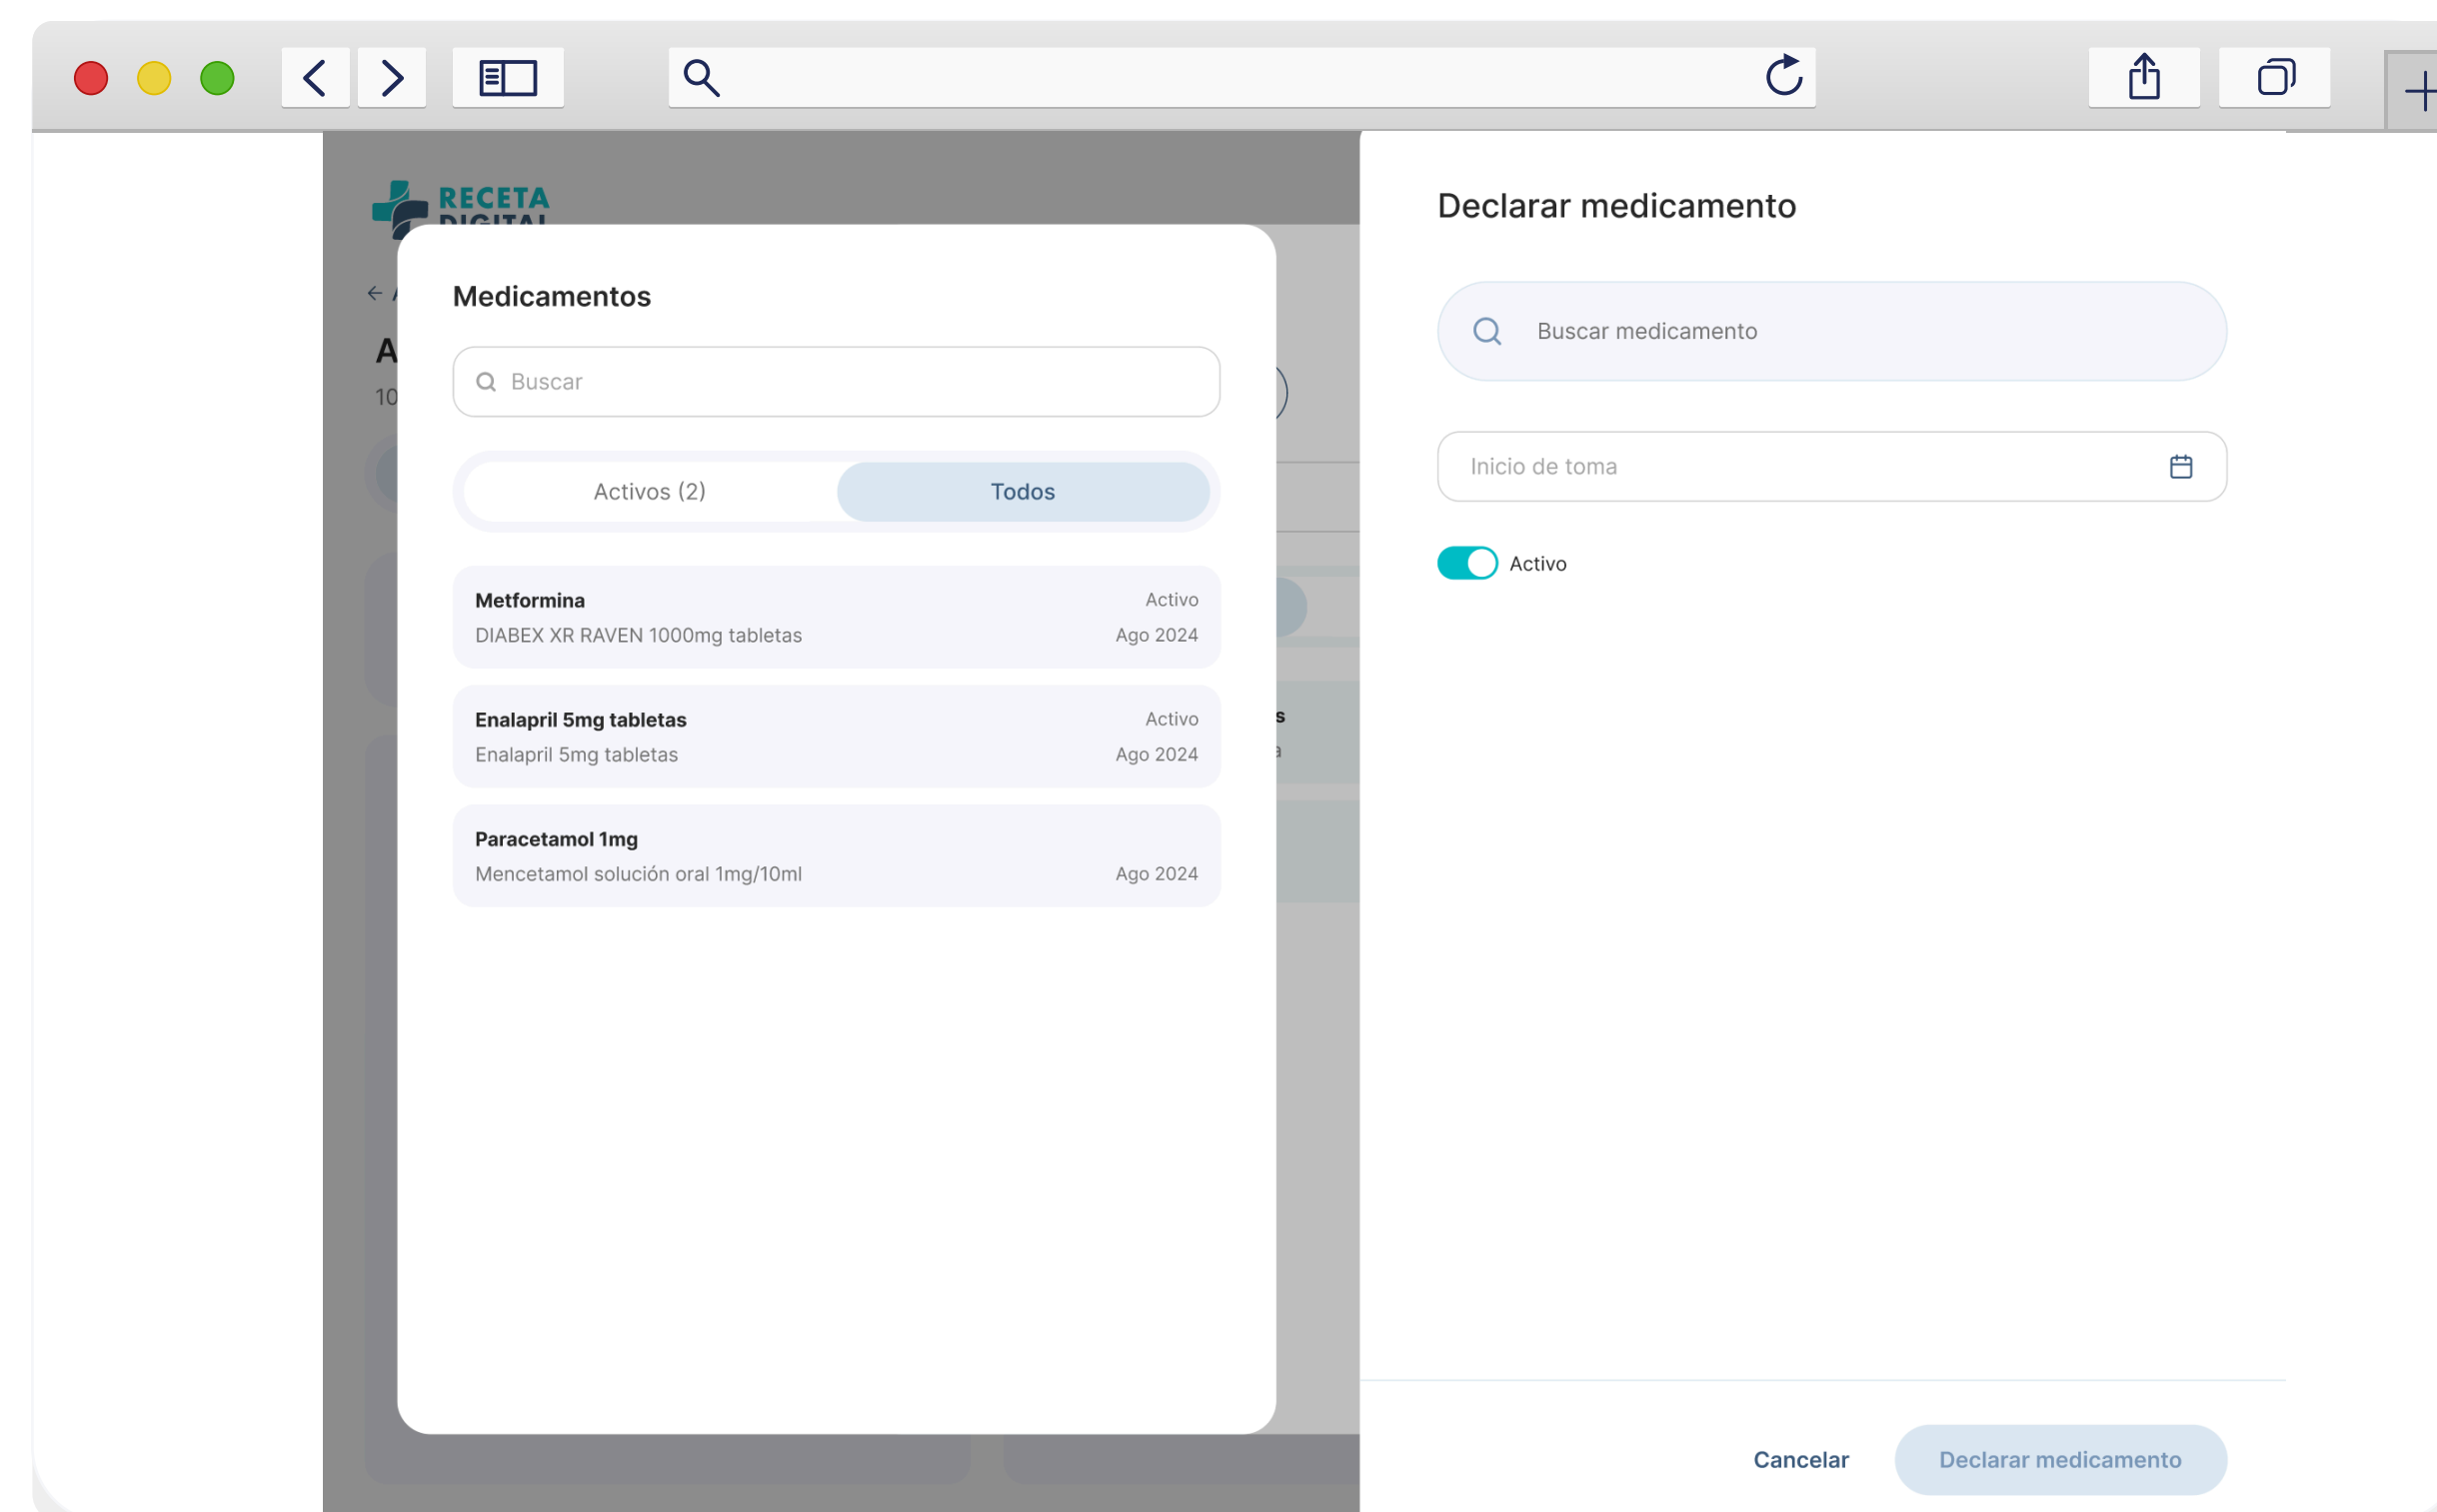 RECETA
DIGITAL
Medicamentos
Buscar
Activos (2)
Todos
Metformina
Activo
DIABEX XR RAVEN 1000mg tabletas
Ago 2024
Enalapril 5mg tabletas
Activo
Enalapril 5mg tabletas
Ago 2024
Paracetamol 1mg
Mencetamol solución oral 1mg/10ml
Ago 2024
Declarar medicamento
Buscar medicamento
Inicio de toma
Activo
Cancelar
Declarar medicamento